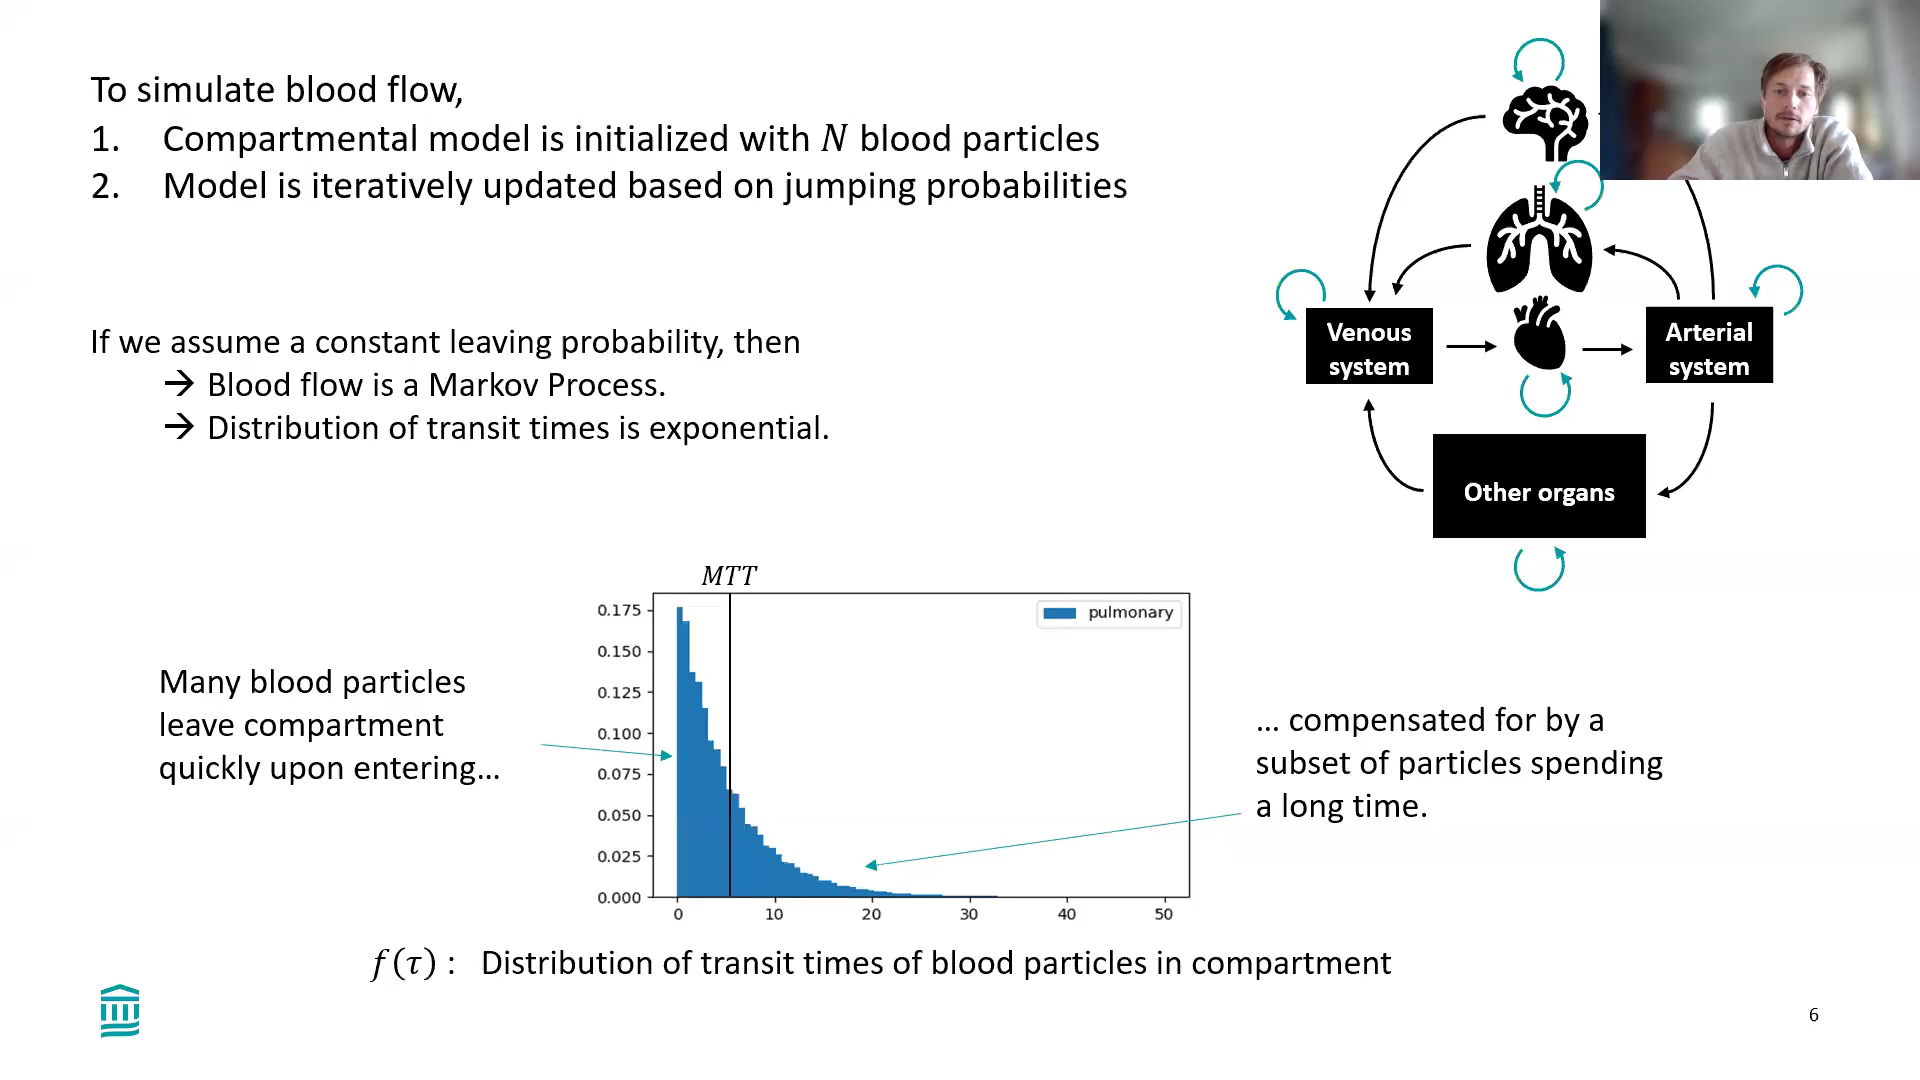 To simulate blood flow,
1. Compartmental model is initialized with N blood particles
2. Model is iteratively updated based on jumping probabilities
If we assume a constant leaving probability, then
→ Blood flow is a Markov Process.
→ Distribution of transit times is exponential.
Venous
system
Arterial
system
Other organs
MTT
pulmonary
0.175
0.150
0.125
0.100
0.075
0.050
0.025
0.000
0 10 20 30 40 50
Many blood particles
leave compartment
quickly upon entering...
... compensated for by a
subset of particles spending
a long time.
f(τ) : Distribution of transit times of blood particles in compartment
6